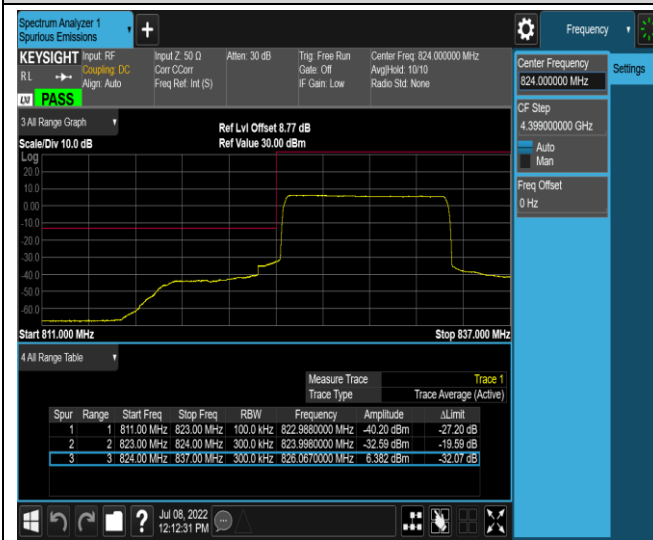 Spectrum Analyzer 1
Spurious Emissions
+
Frequency
KEYSIGHT Input: RF Input Z: 50 Ω Atten: 30 dB Trig: Free Run Center Freq: 824.000000 MHz
RL Coupling: DC Corr CCorr Gate: Off Avg|Hold: 10/10
Align: Auto Freq Ref: Int (S) IF Gain: Low Radio Std: None
LXI PASS
Center Frequency
824.000000 MHz
Settings
CF Step
4.399000000 GHz
Auto
Man
Freq Offset
0 Hz
3 All Range Graph
Ref Lvl Offset 8.77 dB
Scale/Div 10.0 dB Ref Value 30.00 dBm
Log
20.0
10.0
0.00
-10.0
-20.0
-30.0
-40.0
-50.0
-60.0
Start 811.000 MHz Stop 837.000 MHz
4 All Range Table
Measure Trace Trace 1
Trace Type Trace Average (Active)
Spur Range Start Freq Stop Freq RBW Frequency Amplitude ΔLimit
1 1 811.00 MHz 823.00 MHz 100.0 kHz 822.9880000 MHz -40.20 dBm -27.20 dB
2 2 823.00 MHz 824.00 MHz 300.0 kHz 823.9980000 MHz -32.59 dBm -19.59 dB
3 3 824.00 MHz 837.00 MHz 300.0 kHz 826.0670000 MHz 6.382 dBm -32.07 dB
? Jul 08, 2022
12:12:31 PM